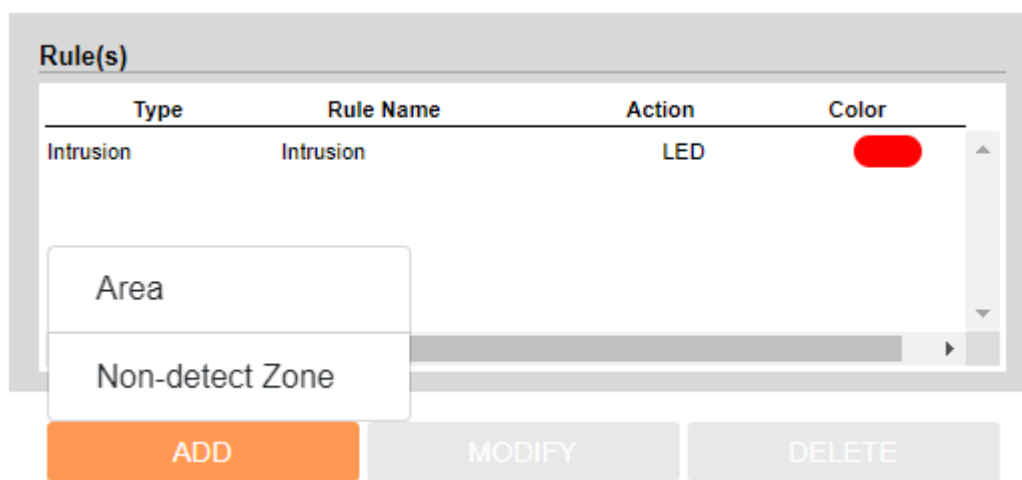 Rule(s)
Type Rule Name Action Color
Intrusion Intrusion LED
Area
Non-detect Zone
ADD MODIFY DELETE